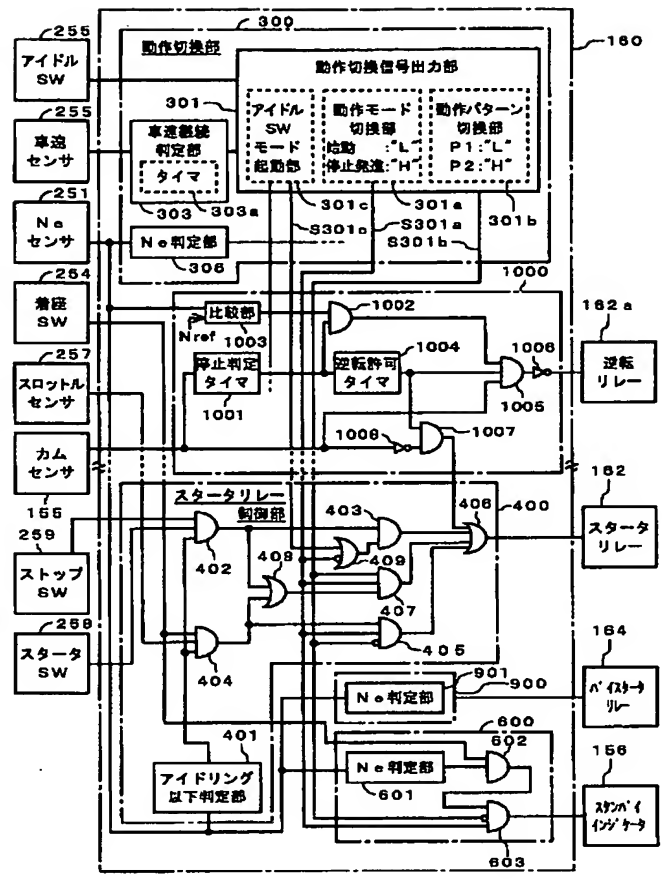 300
255
アイドル
SW
動作切換部
160
動作切換信号出力部
301
アイドル
SW
モード
起動部
動作モード
切換部
始動 :"L"
停止発進:"H"
動作パターン
切換部
P1:"L"
P2:"H"
255
車速
センサ
車速継続
判定部
タイマ
303
303a
301c
301a
301b
S301c
S301a
S301b
251
Ne
センサ
Ne判定部
306
254
着座
SW
1000
1002
比較部
Nref
1003
162a
1006
逆転
リレー
257
スロットル
センサ
停止判定
タイマ
1001
1004
逆転許可
タイマ
1005
1007
1008
カム
センサ
155
スタータリレー
制御部
400
403
406
162
スタータ
リレー
259
ストップ
SW
402
408
409
407
258
スタータ
SW
404
405
901
900
Ne判定部
164
バイスタータ
リレー
600
602
401
アイドリング
以下判定部
Ne判定部
601
156
スタンバイ
インジケータ
603